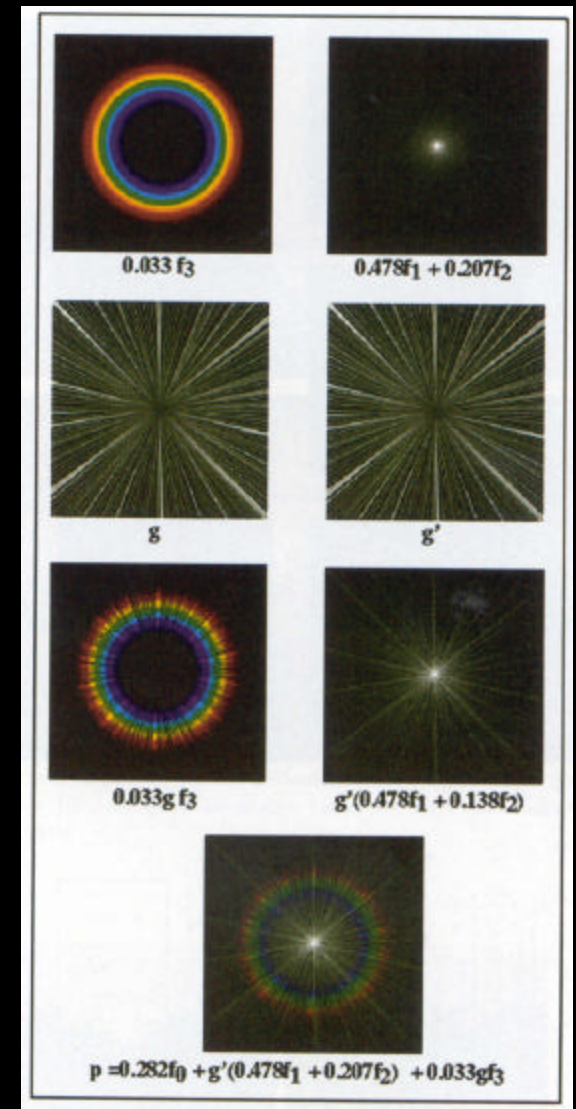 0.033 f3
0.478f1 + 0.207f2
g
g'
0.033g f3
g'(0.478f1 + 0.138f2)
p =0.282f0 + g'(0.478f1 + 0.207f2) + 0.033gf3